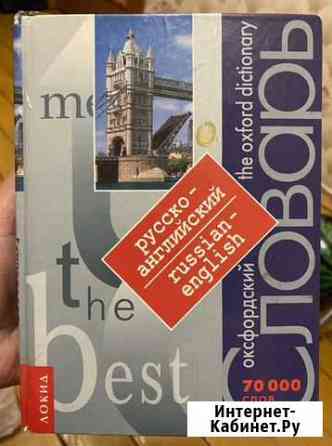 me
the
best
русско-
английский
russian-
english
оксфордский
the oxford dictionary
Словарь
70 000
слов
ЛОКИД
Интернет-
Кабинет.Ру